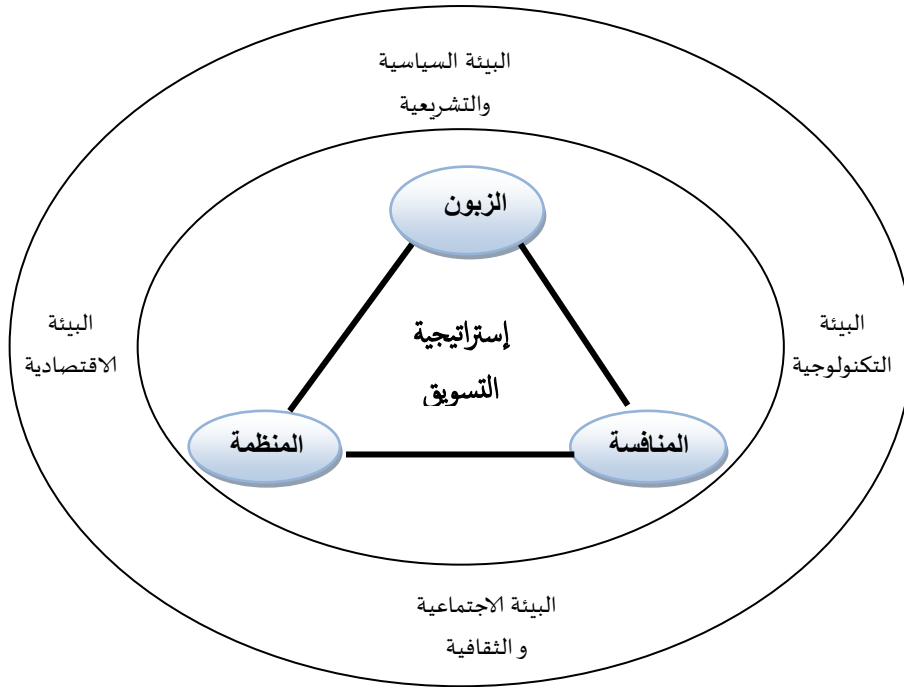 البيئة السياسية
والتشريعية
الزبون
إستراتيجية
التسويق
البيئة
التكنولوجية
البيئة
الاقتصادية
المنافسة
المنظمة
البيئة الاجتماعية
و الثقافية